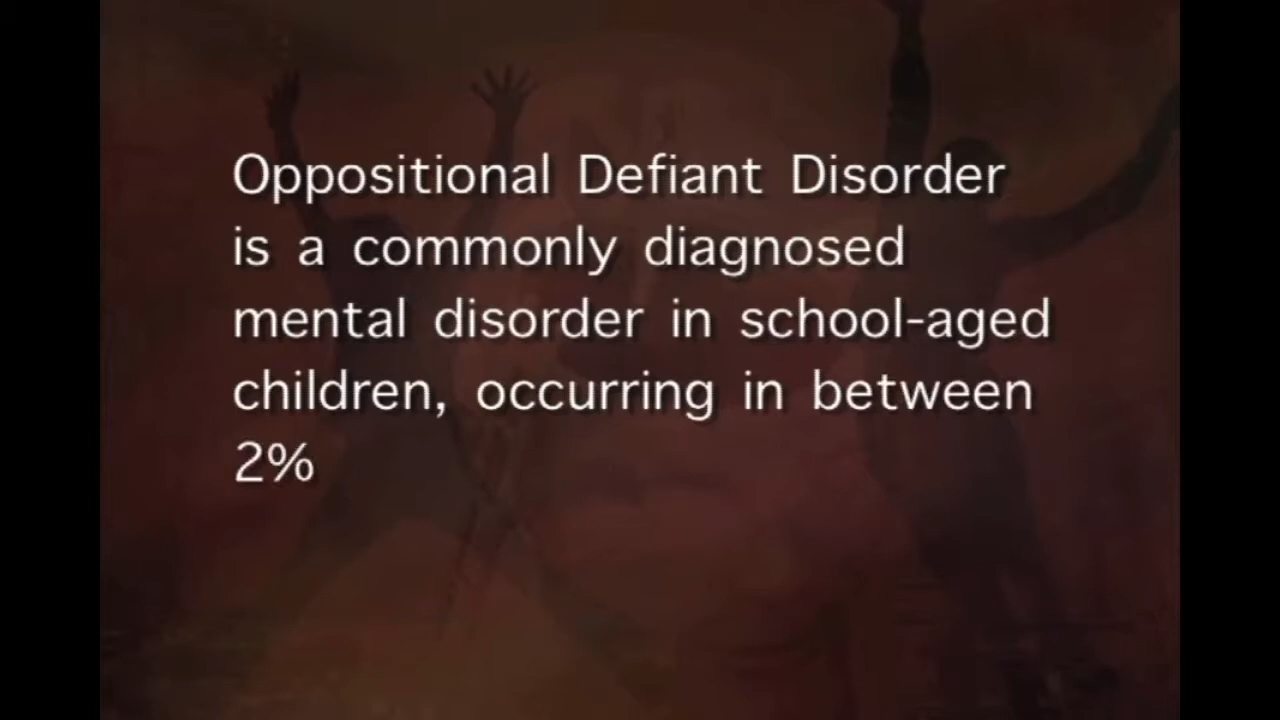 Oppositional Defiant Disorder
is a commonly diagnosed
mental disorder in school-aged
children, occurring in between
2%